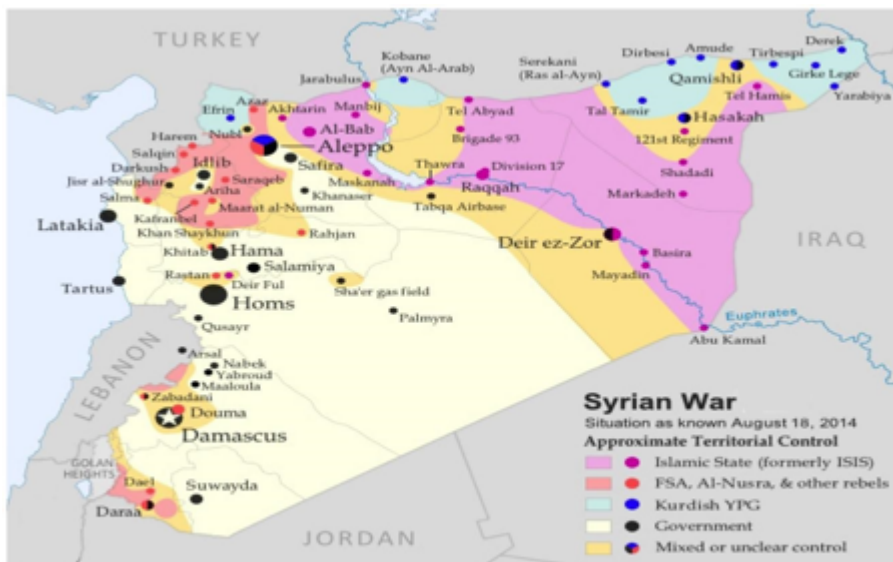 TURKEY
Kobane
(Ayn Al-Arab)
Serekani
(Ras al-Ayn)
Dirbesi
Amude
Derek
Tirbespi
Qamishli
Girke Lege
Yarabiya
Jarabulus
Azaz
Akhtarin
Manbij
Efrin
Nubl
Al-Bab
Tel Abyad
Tal Tamir
Tel Hamis
Hasakah
Harem
Aleppo
Brigade 93
121st Regiment
Salqin
Idlib
Safira
Thawra
Division 17
Shadadi
Darkush
Saraqeb
Maskanah
Raqqah
Jisr al-Shughur
Ariha
Khanaser
Markadeh
Salma
Maarat al-Numan
Tabqa Airbase
Latakia
Kafranbel
Khan Shaykhun
Rahjan
Deir ez-Zor
IRAQ
Khitab
Hama
Basira
Salamiya
Mayadin
Tartus
Rastan
Deir Ful
Sha'er gas field
Homs
Palmyra
Euphrates
Qusayr
Abu Kamal
LEBANON
Arsal
Nabek
Yabroud
Maaloula
Zabadani
Douma
Damascus
GOLAN
HEIGHTS
Dael
Suwayda
Daraa
JORDAN
Syrian War
Situation as known August 18, 2014
Approximate Territorial Control
Islamic State (formerly ISIS)
FSA, Al-Nusra, & other rebels
Kurdish YPG
Government
Mixed or unclear control